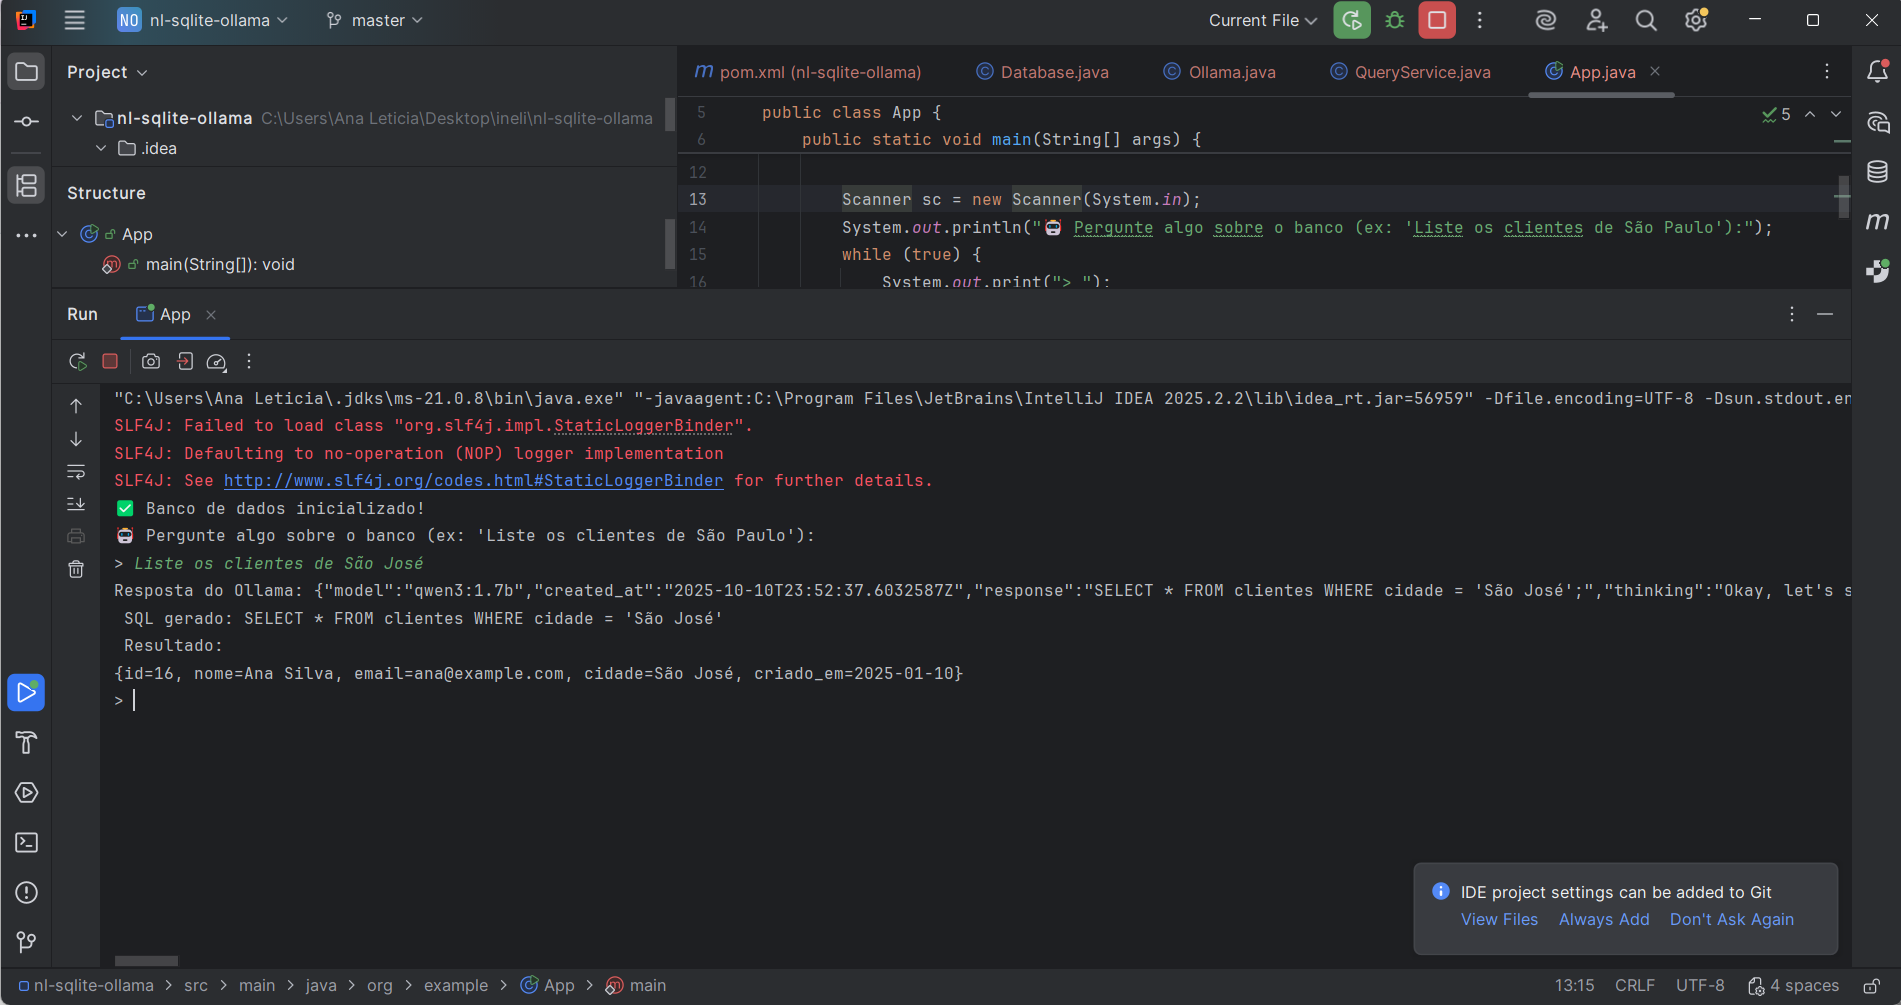 NO nl-sqlite-ollama master Current File
Project
nl-sqlite-ollama C:\Users\Ana Leticia\Desktop\ineli\nl-sqlite-ollama
.idea
Structure
App
main(String[]): void
m pom.xml (nl-sqlite-ollama) Database.java Ollama.java QueryService.java App.java
5 public class App {
6 public static void main(String[] args) {
5
12
13 Scanner sc = new Scanner(System.in);
14 System.out.println("🤖 Pergunte algo sobre o banco (ex: 'Liste os clientes de São Paulo'):");
15 while (true) {
16 System.out.print("> ");
Run App
"C:\Users\Ana Leticia\.jdks\ms-21.0.8\bin\java.exe" "-javaagent:C:\Program Files\JetBrains\IntelliJ IDEA 2025.2.2\lib\idea_rt.jar=56959" -Dfile.encoding=UTF-8 -Dsun.stdout.en
SLF4J: Failed to load class "org.slf4j.impl.StaticLoggerBinder".
SLF4J: Defaulting to no-operation (NOP) logger implementation
SLF4J: See http://www.slf4j.org/codes.html#StaticLoggerBinder for further details.
✅ Banco de dados inicializado!
🤖 Pergunte algo sobre o banco (ex: 'Liste os clientes de São Paulo'):
> Liste os clientes de São José
Resposta do Ollama: {"model":"qwen3:1.7b","created_at":"2025-10-10T23:52:37.6032587Z","response":"SELECT * FROM clientes WHERE cidade = 'São José';","thinking":"Okay, let's s
SQL gerado: SELECT * FROM clientes WHERE cidade = 'São José'
Resultado:
{id=16, nome=Ana Silva, email=ana@example.com, cidade=São José, criado_em=2025-01-10}
>
IDE project settings can be added to Git
View Files Always Add Don't Ask Again
nl-sqlite-ollama > src > main > java > org > example > App > main
13:15 CRLF UTF-8 4 spaces